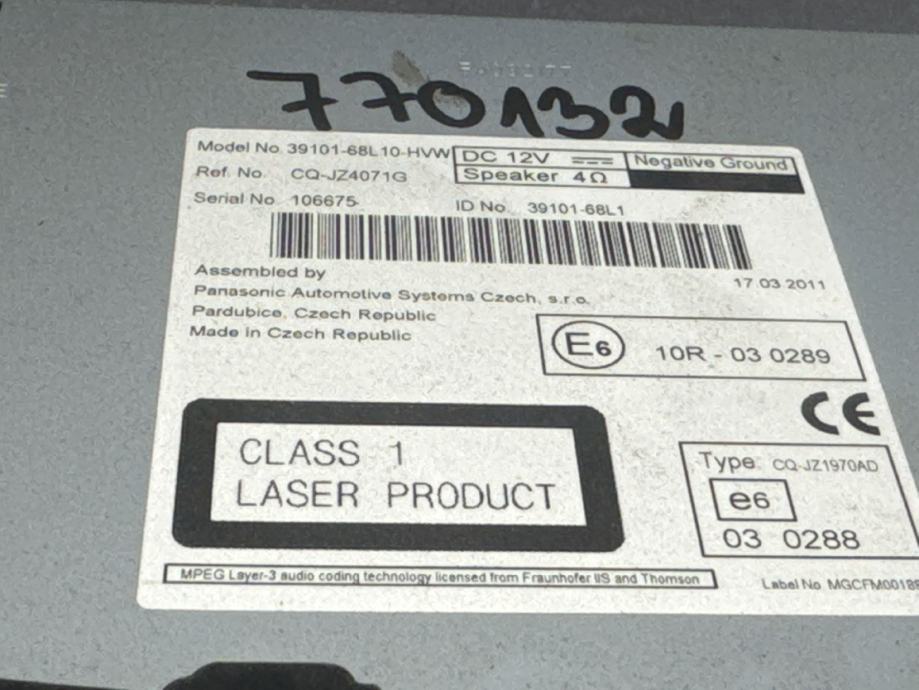 770132
Model No. 39101-68L10-HVW
DC 12V
Negative Ground
Ref. No. CQ-JZ4071G
Speaker 4Ω
Serial No. 106675
ID No. 39101-68L1
17.03.2011
Assembled by
Panasonic Automotive Systems Czech, s.r.o.
Pardubice, Czech Republic
Made in Czech Republic
E6 10R - 03 0289
CE
CLASS 1
LASER PRODUCT
Type CQ-JZ1970AD
e6
03 0288
MPEG Layer-3 audio coding technology licensed from Fraunhofer IIS and Thomson
Label No.